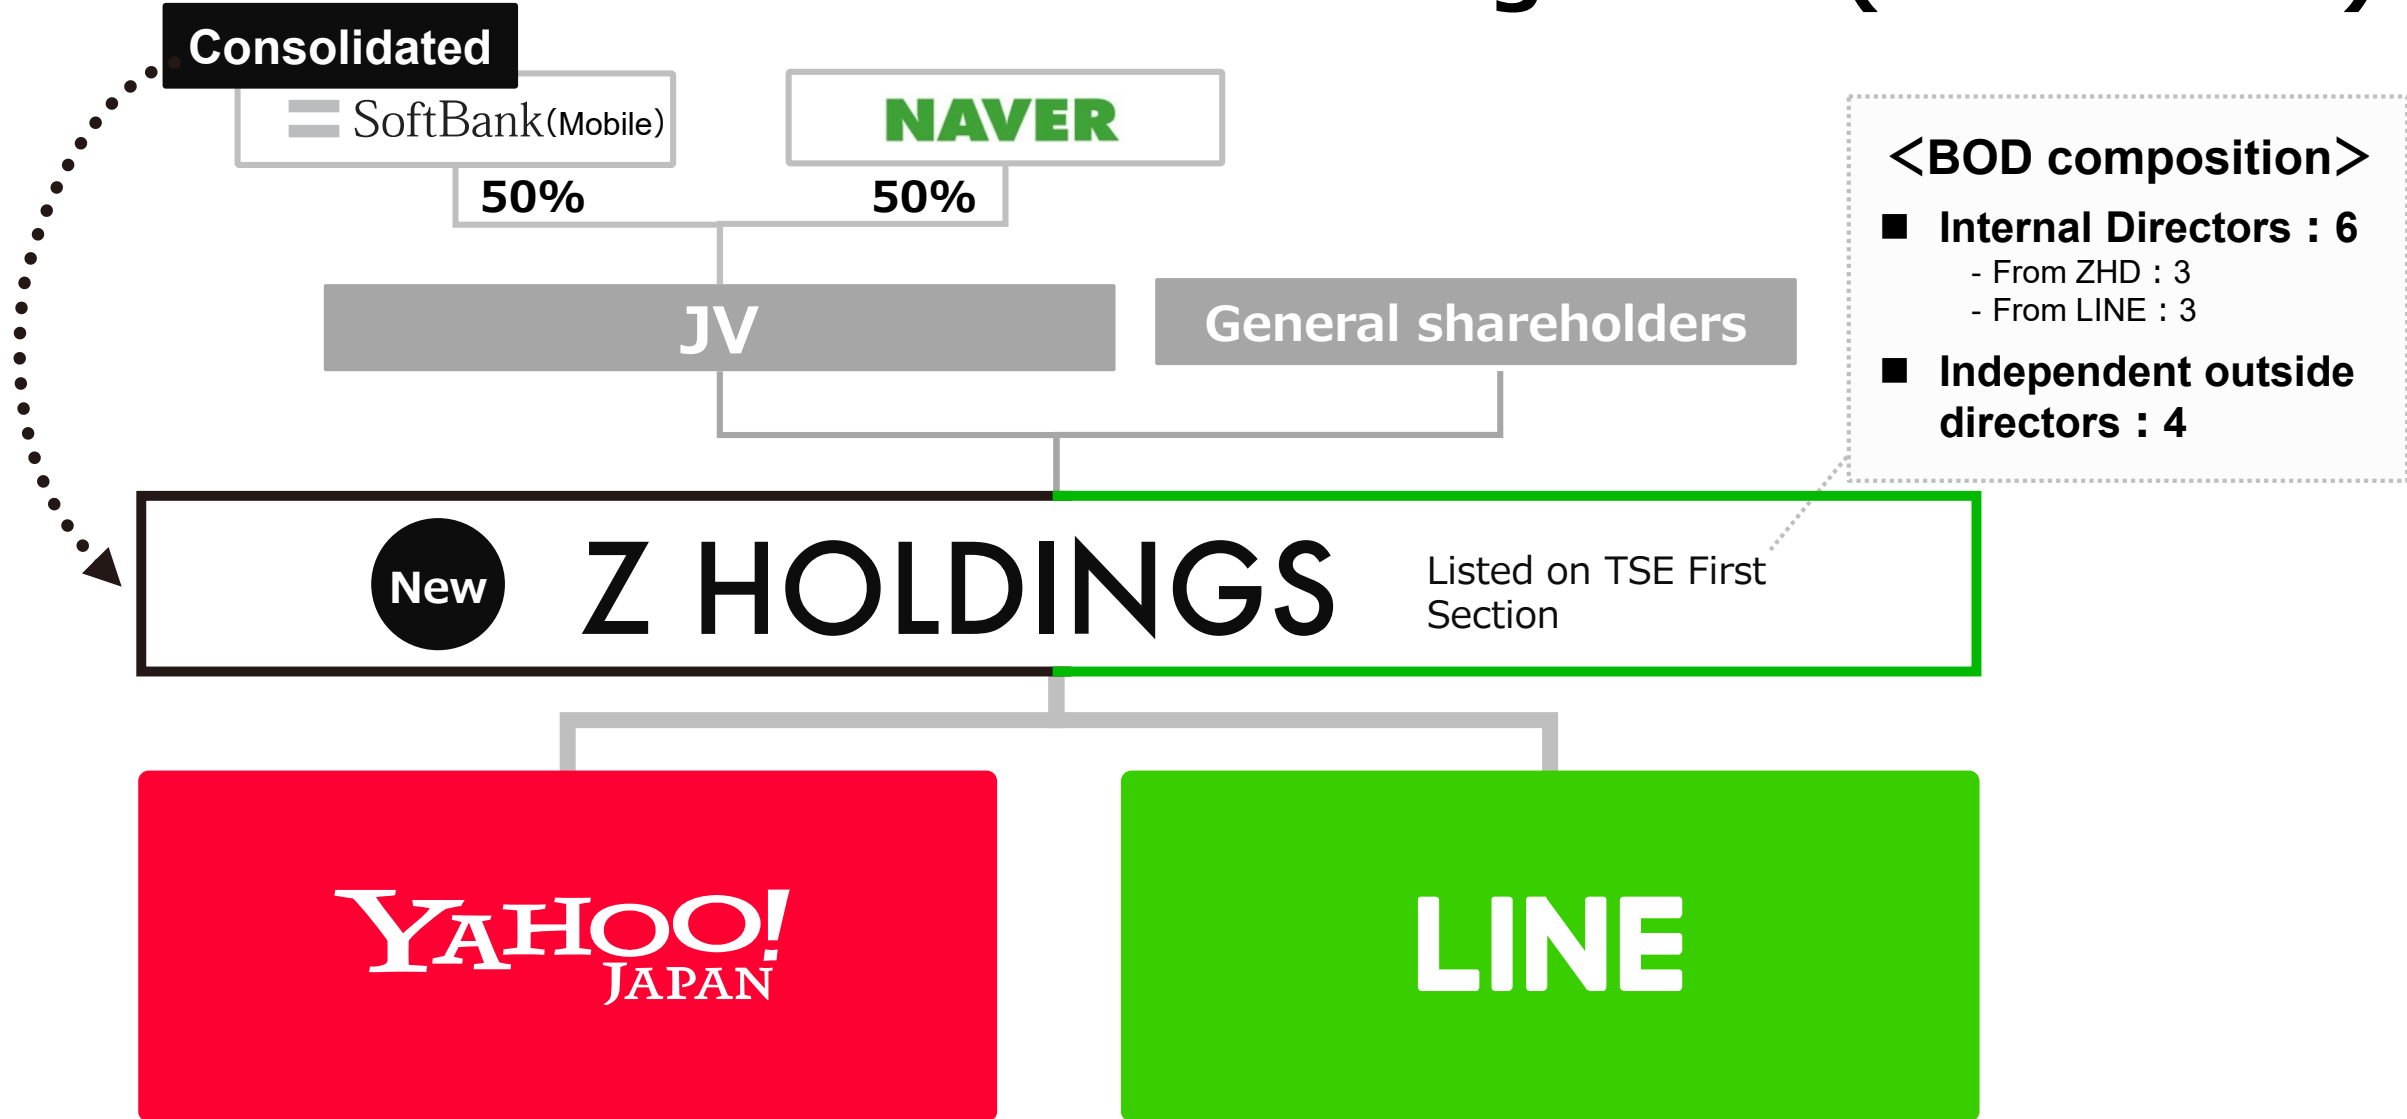 Consolidated
SoftBank(Mobile)
NAVER
50%
50%
JV
General shareholders
<BOD composition>
■ Internal Directors : 6
- From ZHD : 3
- From LINE : 3
■ Independent outside
directors : 4
New
Z HOLDINGS
Listed on TSE First
Section
YAHOO!
JAPAN
LINE